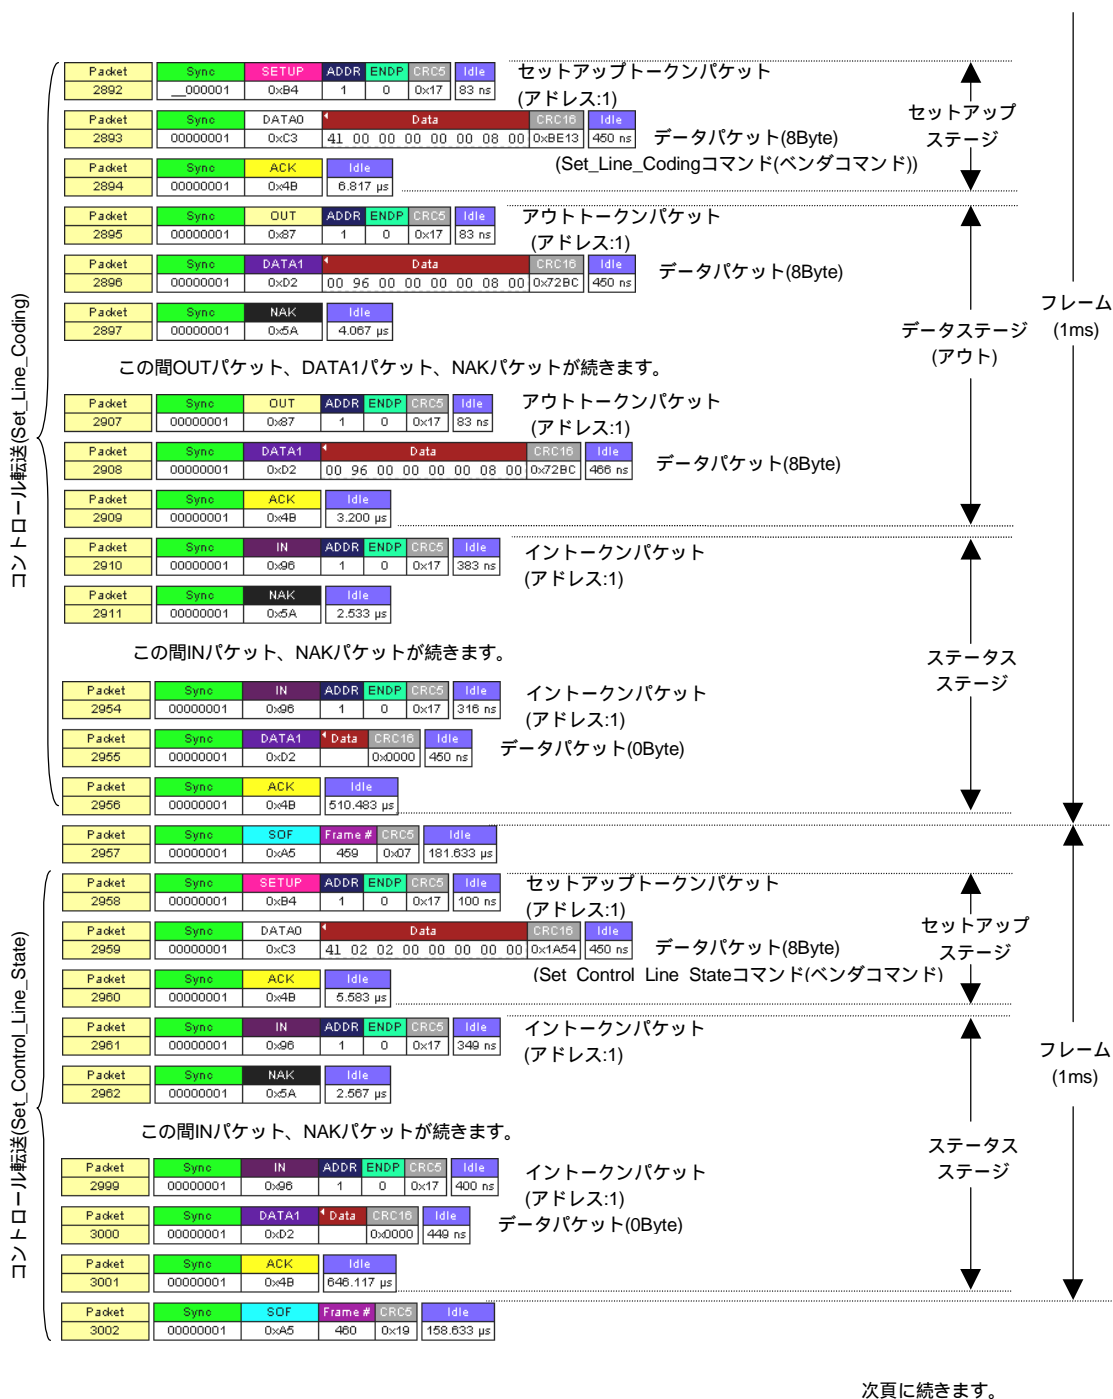 コントロール転送(Set_Line_Coding)
Packet Sync SETUP ADDR ENDP CRC5 Idle
2892 __000001 0xB4 1 0 0x17 83 ns
セットアップトークンパケット
(アドレス:1)
セットアップ
ステージ
Packet Sync DATA0 Data CRC16 Idle
2893 00000001 0xC3 41 00 00 00 00 00 08 00 0xBE13 450 ns
データパケット(8Byte)
(Set_Line_Codingコマンド(ベンダコマンド))
Packet Sync ACK Idle
2894 00000001 0x4B 6.817 μs
Packet Sync OUT ADDR ENDP CRC5 Idle
2895 00000001 0x87 1 0 0x17 83 ns
アウトトークンパケット
(アドレス:1)
Packet Sync DATA1 Data CRC16 Idle
2896 00000001 0xD2 00 96 00 00 00 00 08 00 0x72BC 450 ns
データパケット(8Byte)
Packet Sync NAK Idle
2897 00000001 0x5A 4.067 μs
データステージ
(アウト)
フレーム
(1ms)
この間OUTパケット、DATA1パケット、NAKパケットが続きます。
Packet Sync OUT ADDR ENDP CRC5 Idle
2907 00000001 0x87 1 0 0x17 83 ns
アウトトークンパケット
(アドレス:1)
Packet Sync DATA1 Data CRC16 Idle
2908 00000001 0xD2 00 96 00 00 00 00 08 00 0x72BC 466 ns
データパケット(8Byte)
Packet Sync ACK Idle
2909 00000001 0x4B 3.200 μs
Packet Sync IN ADDR ENDP CRC5 Idle
2910 00000001 0x96 1 0 0x17 383 ns
イントークンパケット
(アドレス:1)
Packet Sync NAK Idle
2911 00000001 0x5A 2.533 μs
この間INパケット、NAKパケットが続きます。
ステータス
ステージ
Packet Sync IN ADDR ENDP CRC5 Idle
2954 00000001 0x96 1 0 0x17 316 ns
イントークンパケット
(アドレス:1)
Packet Sync DATA1 Data CRC16 Idle
2955 00000001 0xD2 0x0000 450 ns
データパケット(0Byte)
Packet Sync ACK Idle
2956 00000001 0x4B 510.483 μs
Packet Sync SOF Frame # CRC5 Idle
2957 00000001 0xA5 459 0x07 181.633 μs
コントロール転送(Set_Control_Line_State)
Packet Sync SETUP ADDR ENDP CRC5 Idle
2958 00000001 0xB4 1 0 0x17 100 ns
セットアップトークンパケット
(アドレス:1)
セットアップ
ステージ
Packet Sync DATA0 Data CRC16 Idle
2959 00000001 0xC3 41 02 02 00 00 00 00 00 0x1A54 450 ns
データパケット(8Byte)
(Set Control Line Stateコマンド(ベンダコマンド)
Packet Sync ACK Idle
2960 00000001 0x4B 5.583 μs
Packet Sync IN ADDR ENDP CRC5 Idle
2961 00000001 0x96 1 0 0x17 349 ns
イントークンパケット
(アドレス:1)
フレーム
(1ms)
Packet Sync NAK Idle
2962 00000001 0x5A 2.567 μs
この間INパケット、NAKパケットが続きます。
ステータス
ステージ
Packet Sync IN ADDR ENDP CRC5 Idle
2999 00000001 0x96 1 0 0x17 400 ns
イントークンパケット
(アドレス:1)
Packet Sync DATA1 Data CRC16 Idle
3000 00000001 0xD2 0x0000 449 ns
データパケット(0Byte)
Packet Sync ACK Idle
3001 00000001 0x4B 646.117 μs
Packet Sync SOF Frame # CRC5 Idle
3002 00000001 0xA5 460 0x19 158.633 μs
次頁に続きます。